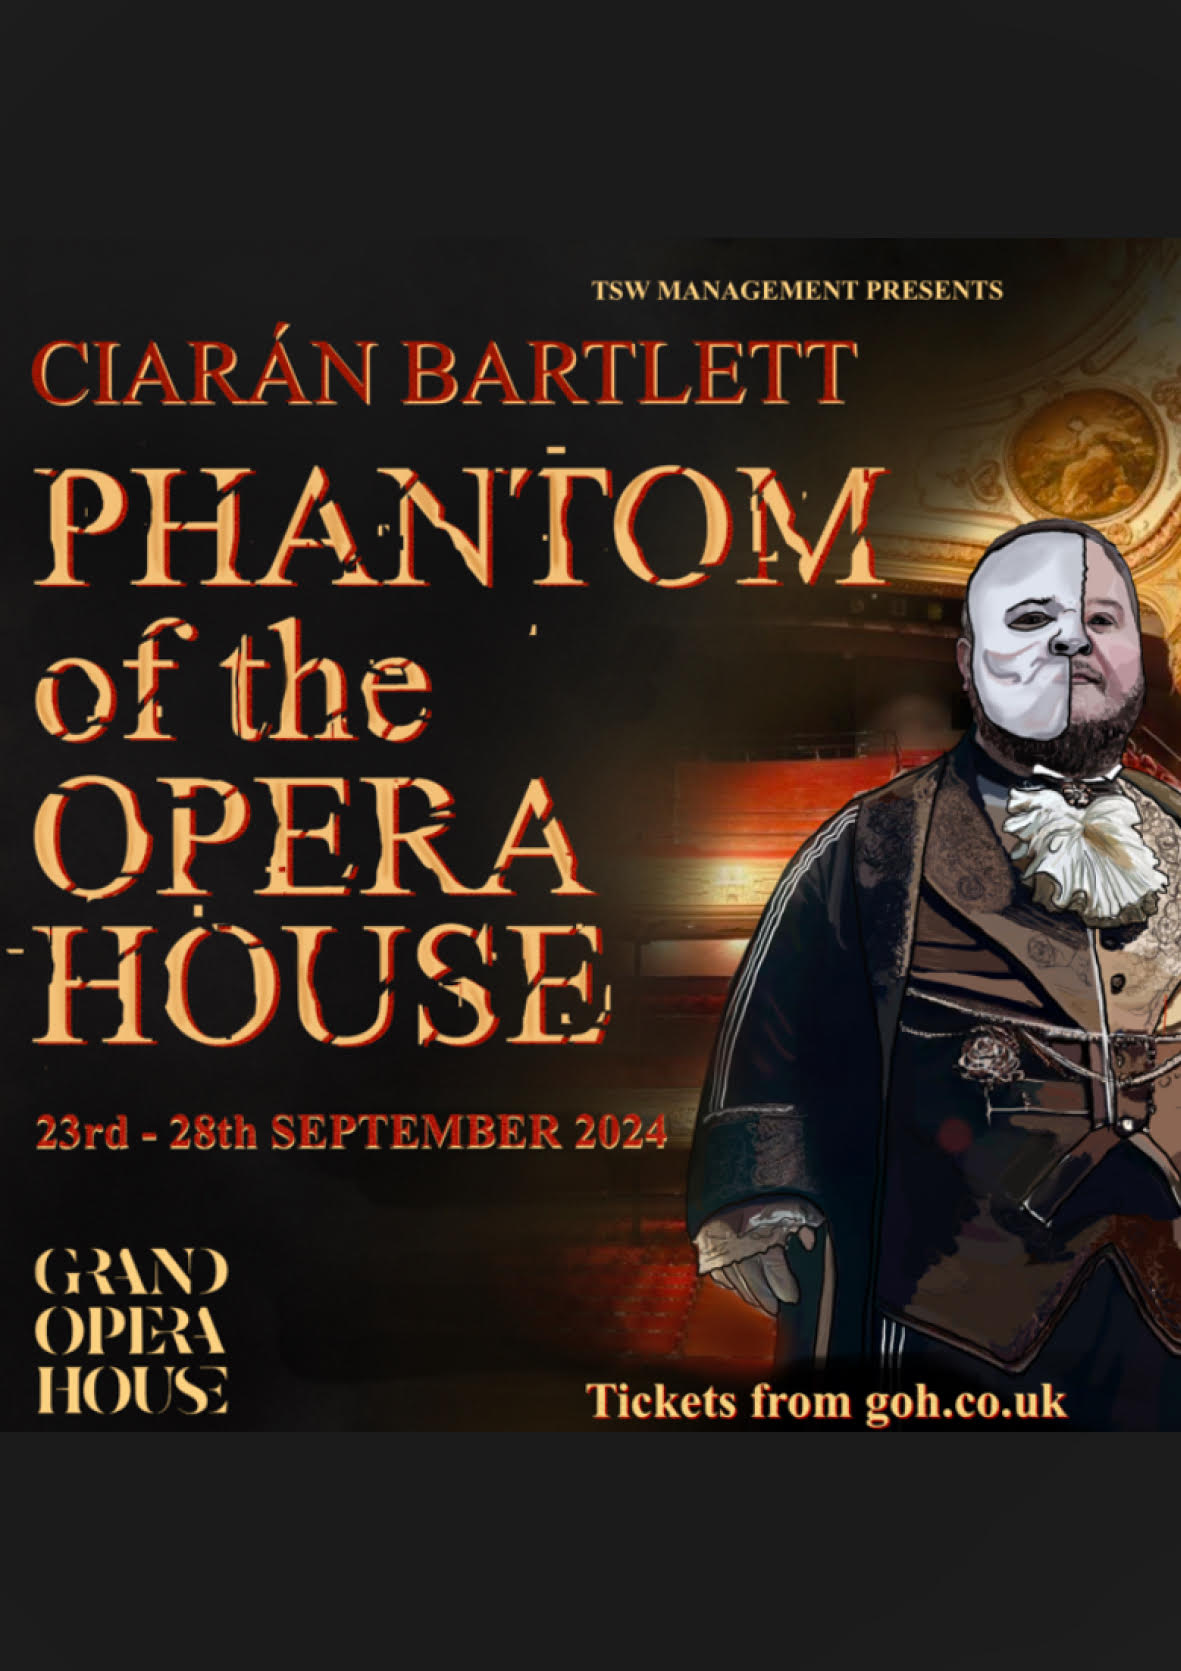 TSW MANAGEMENT PRESENTS
CIARÁN BARTLETT
PHANTOM
of the
OPERA
HOUSE
23rd - 28th SEPTEMBER 2024
GRAND
OPERA
HOUSE
Tickets from goh.co.uk